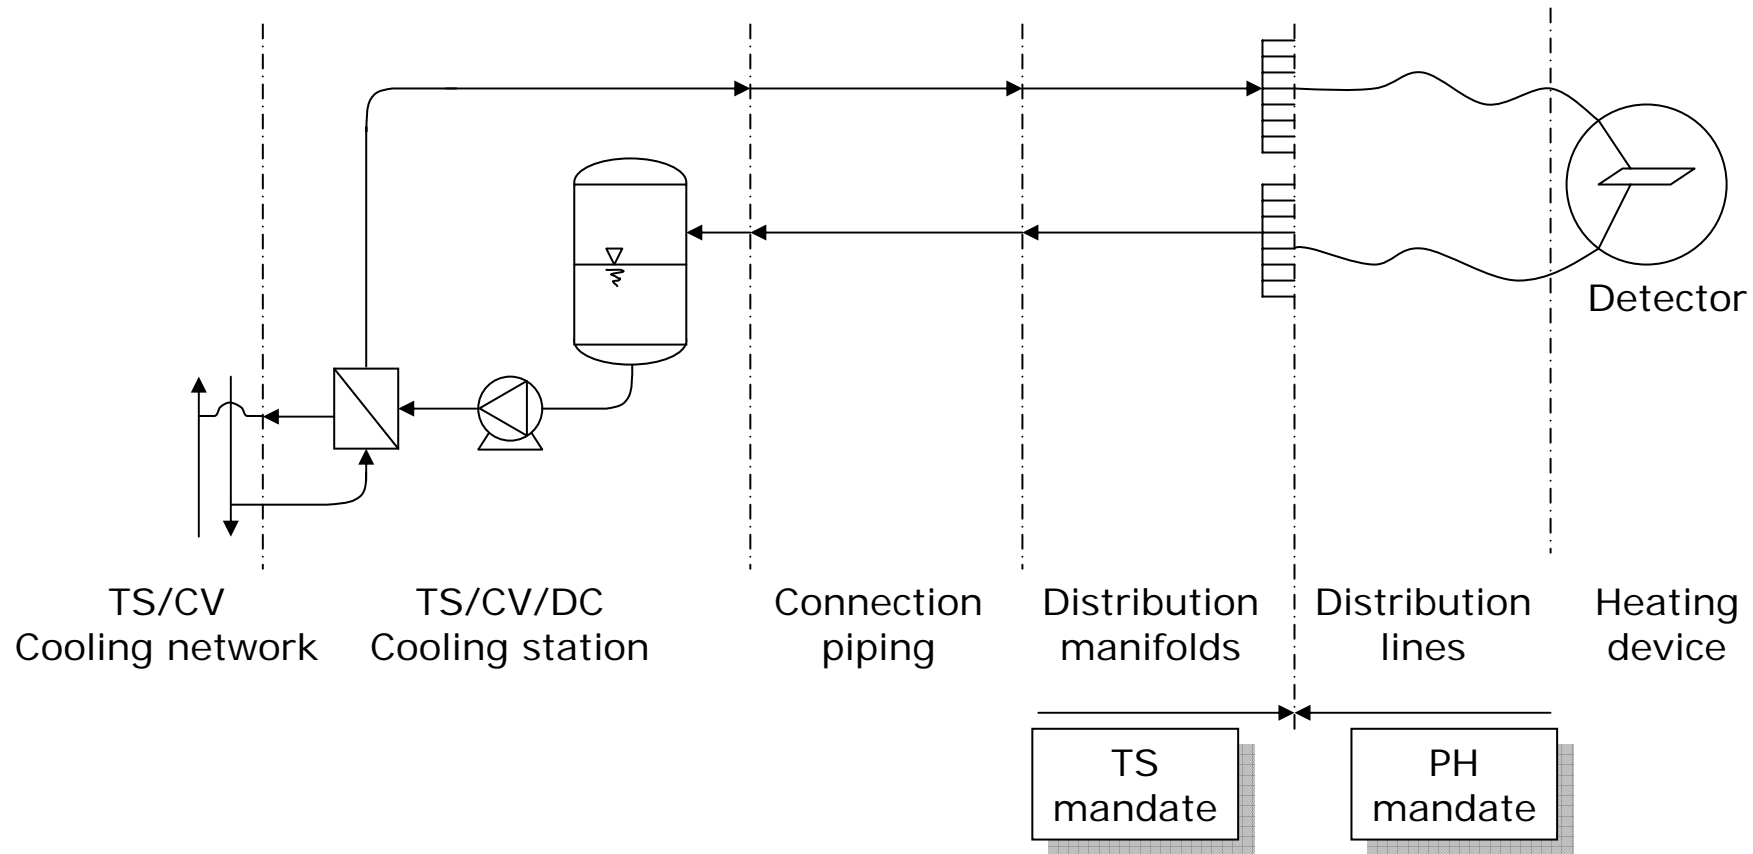 Detector
TS/CV
Cooling network
TS/CV/DC
Cooling station
Connection
piping
Distribution
manifolds
Distribution
lines
Heating
device
TS
mandate
PH
mandate